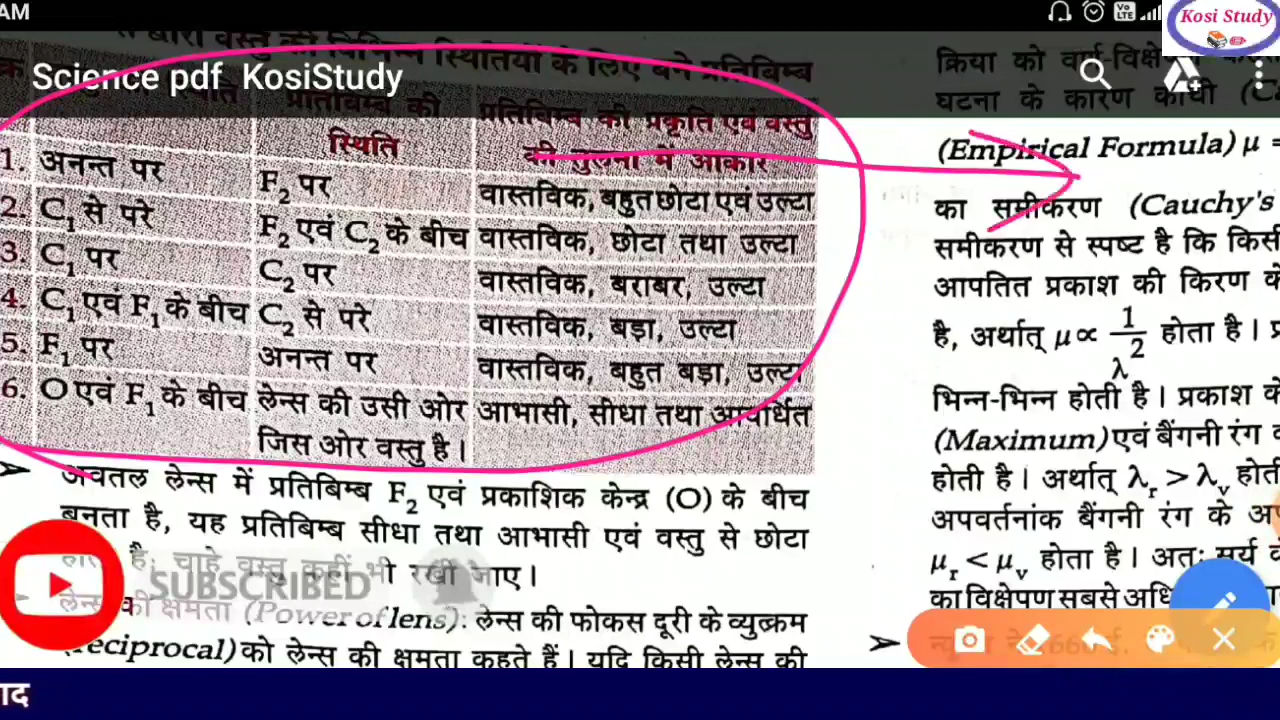 AM
Kosi Study
Science pdf KosiStudy
वस्तु की विभिन्न स्थितियों के लिए बने प्रतिबिम्ब
प्रतिबिम्ब की
स्थिति
प्रतिबिम्ब की प्रकृति एवं वस्तु
की तुलना में आकार
1. अनन्त पर F₂ पर वास्तविक, बहुत छोटा एवं उल्टा
2. C₁ से परे F₂ एवं C₂ के बीच वास्तविक, छोटा तथा उल्टा
3. C₁ पर C₂ पर वास्तविक, बराबर, उल्टा
4. C₁ एवं F₁ के बीच C₂ से परे वास्तविक, बड़ा, उल्टा
5. F₁ पर अनन्त पर वास्तविक, बहुत बड़ा, उल्टा
6. O एवं F₁ के बीच लेन्स की उसी ओर आभासी, सीधा तथा आवर्धित
जिस ओर वस्तु है।
➤ अवतल लेन्स में प्रतिबिम्ब F₂ एवं प्रकाशिक केन्द्र (O) के बीच
बनता है, यह प्रतिबिम्ब सीधा तथा आभासी एवं वस्तु से छोटा
है, चाहे वस्तु कहीं भी रखी जाए।
SUBSCRIBED
लेन्स की क्षमता (Power of lens): लेन्स की फोकस दूरी के व्युत्क्रम
(reciprocal) को लेन्स की क्षमता कहते हैं। यदि किसी लेन्स की
क्रिया को वर्ण-विक्षे
घटना के कारण कोशी
(Empirical Formula) μ =
का समीकरण (Cauchy's
समीकरण से स्पष्ट है कि किसी
आपतित प्रकाश की किरण के
है, अर्थात् μ ∝ 1/λ² होता है।
भिन्न-भिन्न होती है। प्रकाश के
(Maximum) एवं बैंगनी रंग
होती है। अर्थात् λr > λv होती
अपवर्तनांक बैंगनी रंग के
μr < μv होता है। अतः सूर्य
का विक्षेपण सबसे अधि
➤
ाद